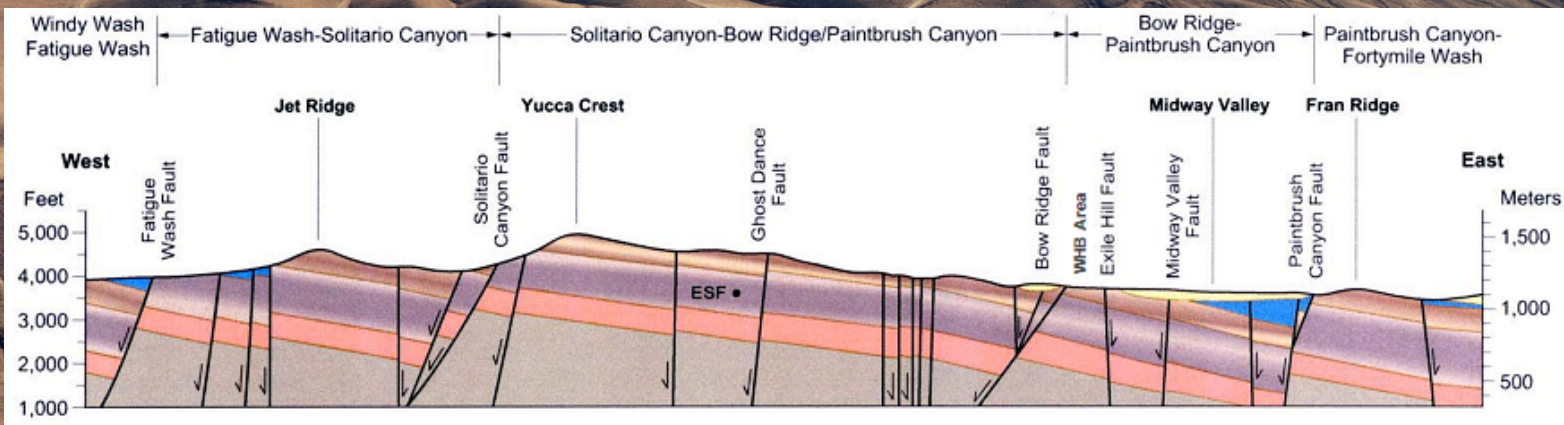 Windy Wash
Fatigue Wash
Fatigue Wash-Solitario Canyon
Solitario Canyon-Bow Ridge/Paintbrush Canyon
Bow Ridge-
Paintbrush Canyon
Paintbrush Canyon-
Fortymile Wash
Jet Ridge
Yucca Crest
Midway Valley
Fran Ridge
West
East
Feet
Meters
Fatigue
Wash Fault
Solitario
Canyon Fault
Ghost Dance
Fault
Bow Ridge Fault
WHB Area
Exile Hill Fault
Midway Valley
Fault
Paintbrush
Canyon Fault
5,000
4,000
3,000
2,000
1,000
ESF
1,500
1,000
500